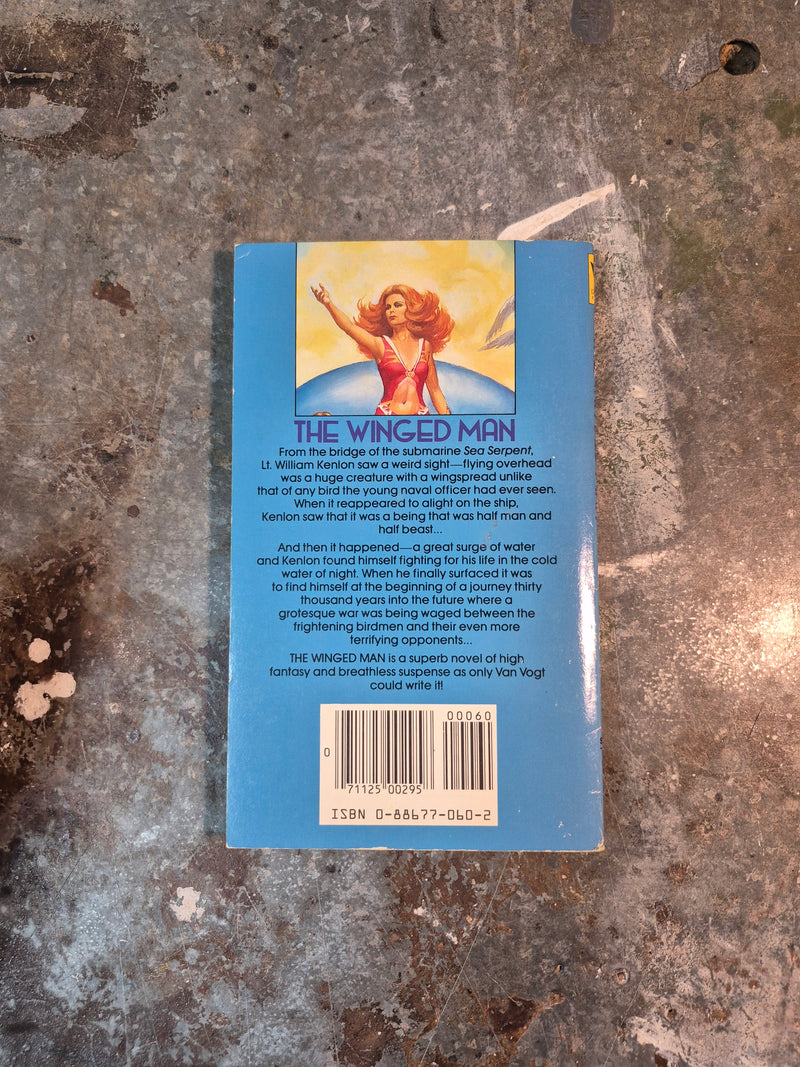 THE WINGED MAN
From the bridge of the submarine Sea Serpent,
Lt. William Kenlon saw a weird sight—flying overhead
was a huge creature with a wingspread unlike
that of any bird the young naval officer had ever seen.
When it reappeared to alight on the ship,
Kenlon saw that it was a being that was half man and
half beast...
And then it happened—a great surge of water
and Kenlon found himself fighting for his life in the cold
water of night. When he finally surfaced it was
to find himself at the beginning of a journey thirty
thousand years into the future where a
grotesque war was being waged between the
frightening birdmen and their even more
terrifying opponents...
THE WINGED MAN is a superb novel of high
fantasy and breathless suspense as only Van Vogt
could write it!
00060
0
71125 00295
ISBN 0-88677-060-2